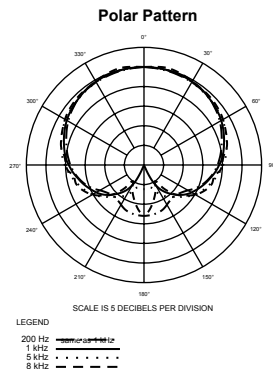 Polar Pattern
0°
330°
30°
300°
60°
270°
90
240°
120°
210°
150°
180°
SCALE IS 5 DECIBELS PER DIVISION
LEGEND
200 Hz same as 1 kHz
1 kHz
5 kHz
8 kHz